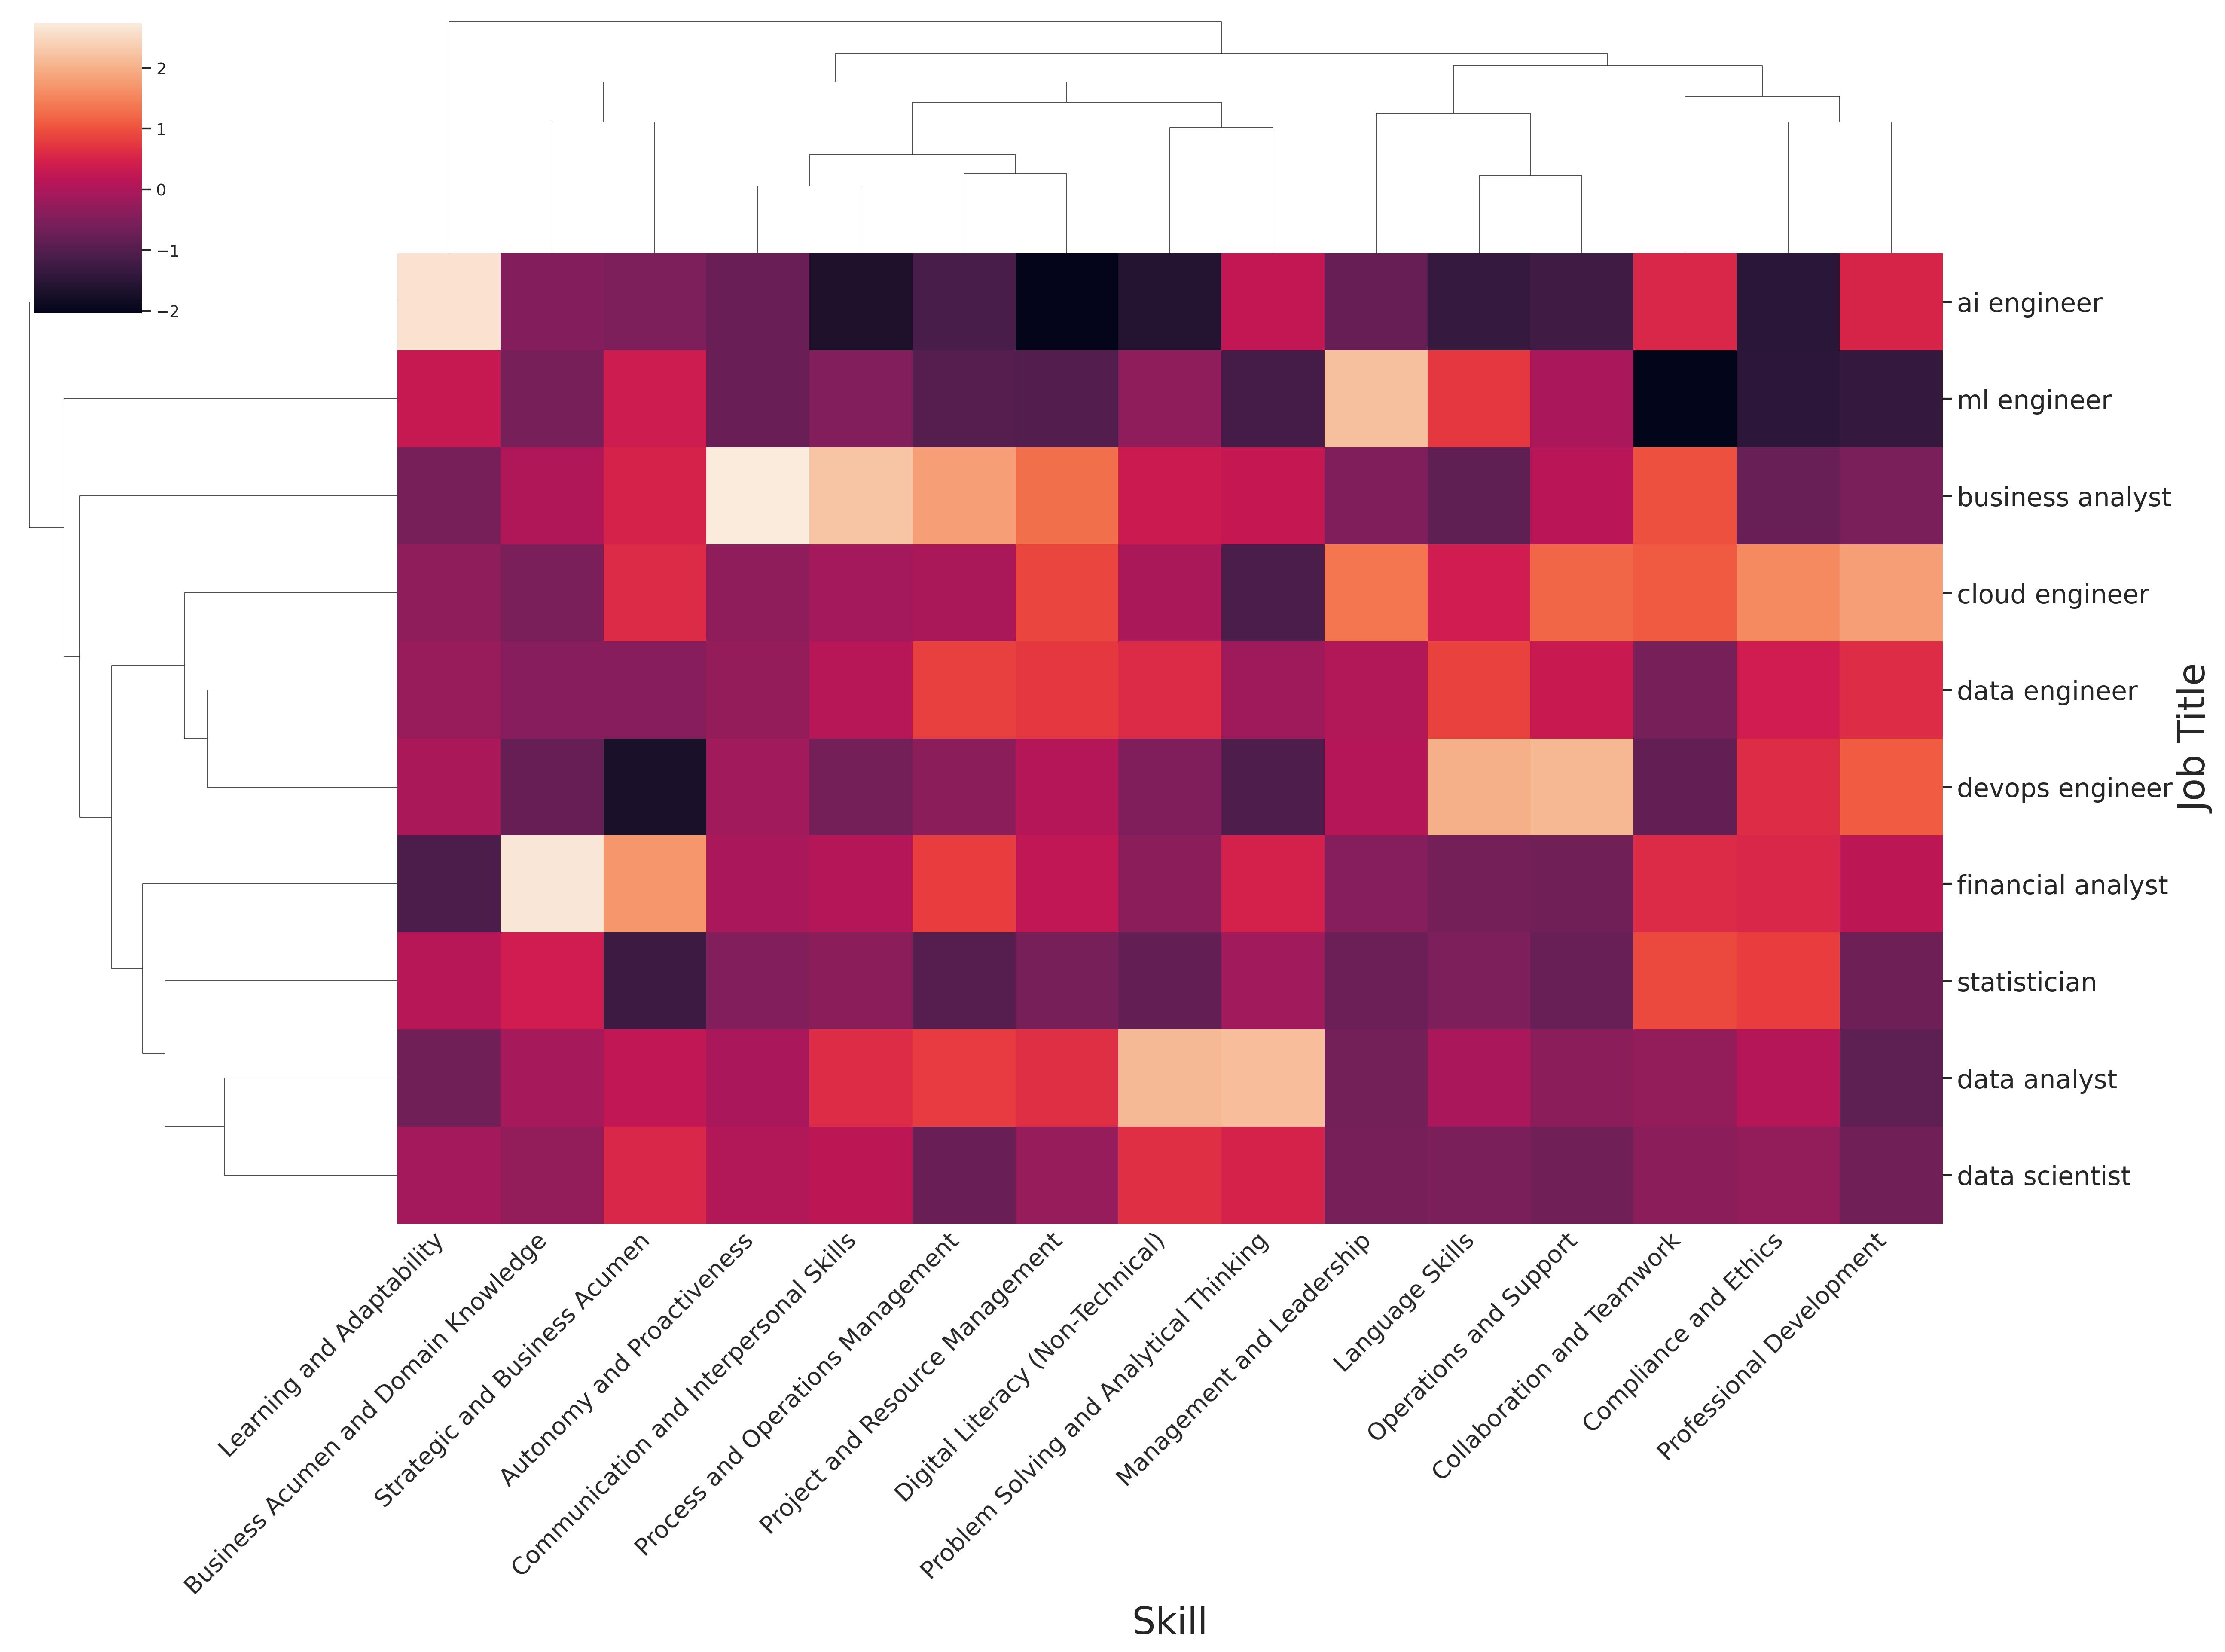 2
1
0
−1
−2
ai engineer
ml engineer
business analyst
cloud engineer
data engineer
devops engineer
financial analyst
statistician
data analyst
data scientist
Job Title
Learning and Adaptability
Business Acumen and Domain Knowledge
Strategic and Business Acumen
Autonomy and Proactiveness
Communication and Interpersonal Skills
Process and Operations Management
Project and Resource Management
Digital Literacy (Non-Technical)
Problem Solving and Analytical Thinking
Management and Leadership
Language Skills
Operations and Support
Collaboration and Teamwork
Compliance and Ethics
Professional Development
Skill